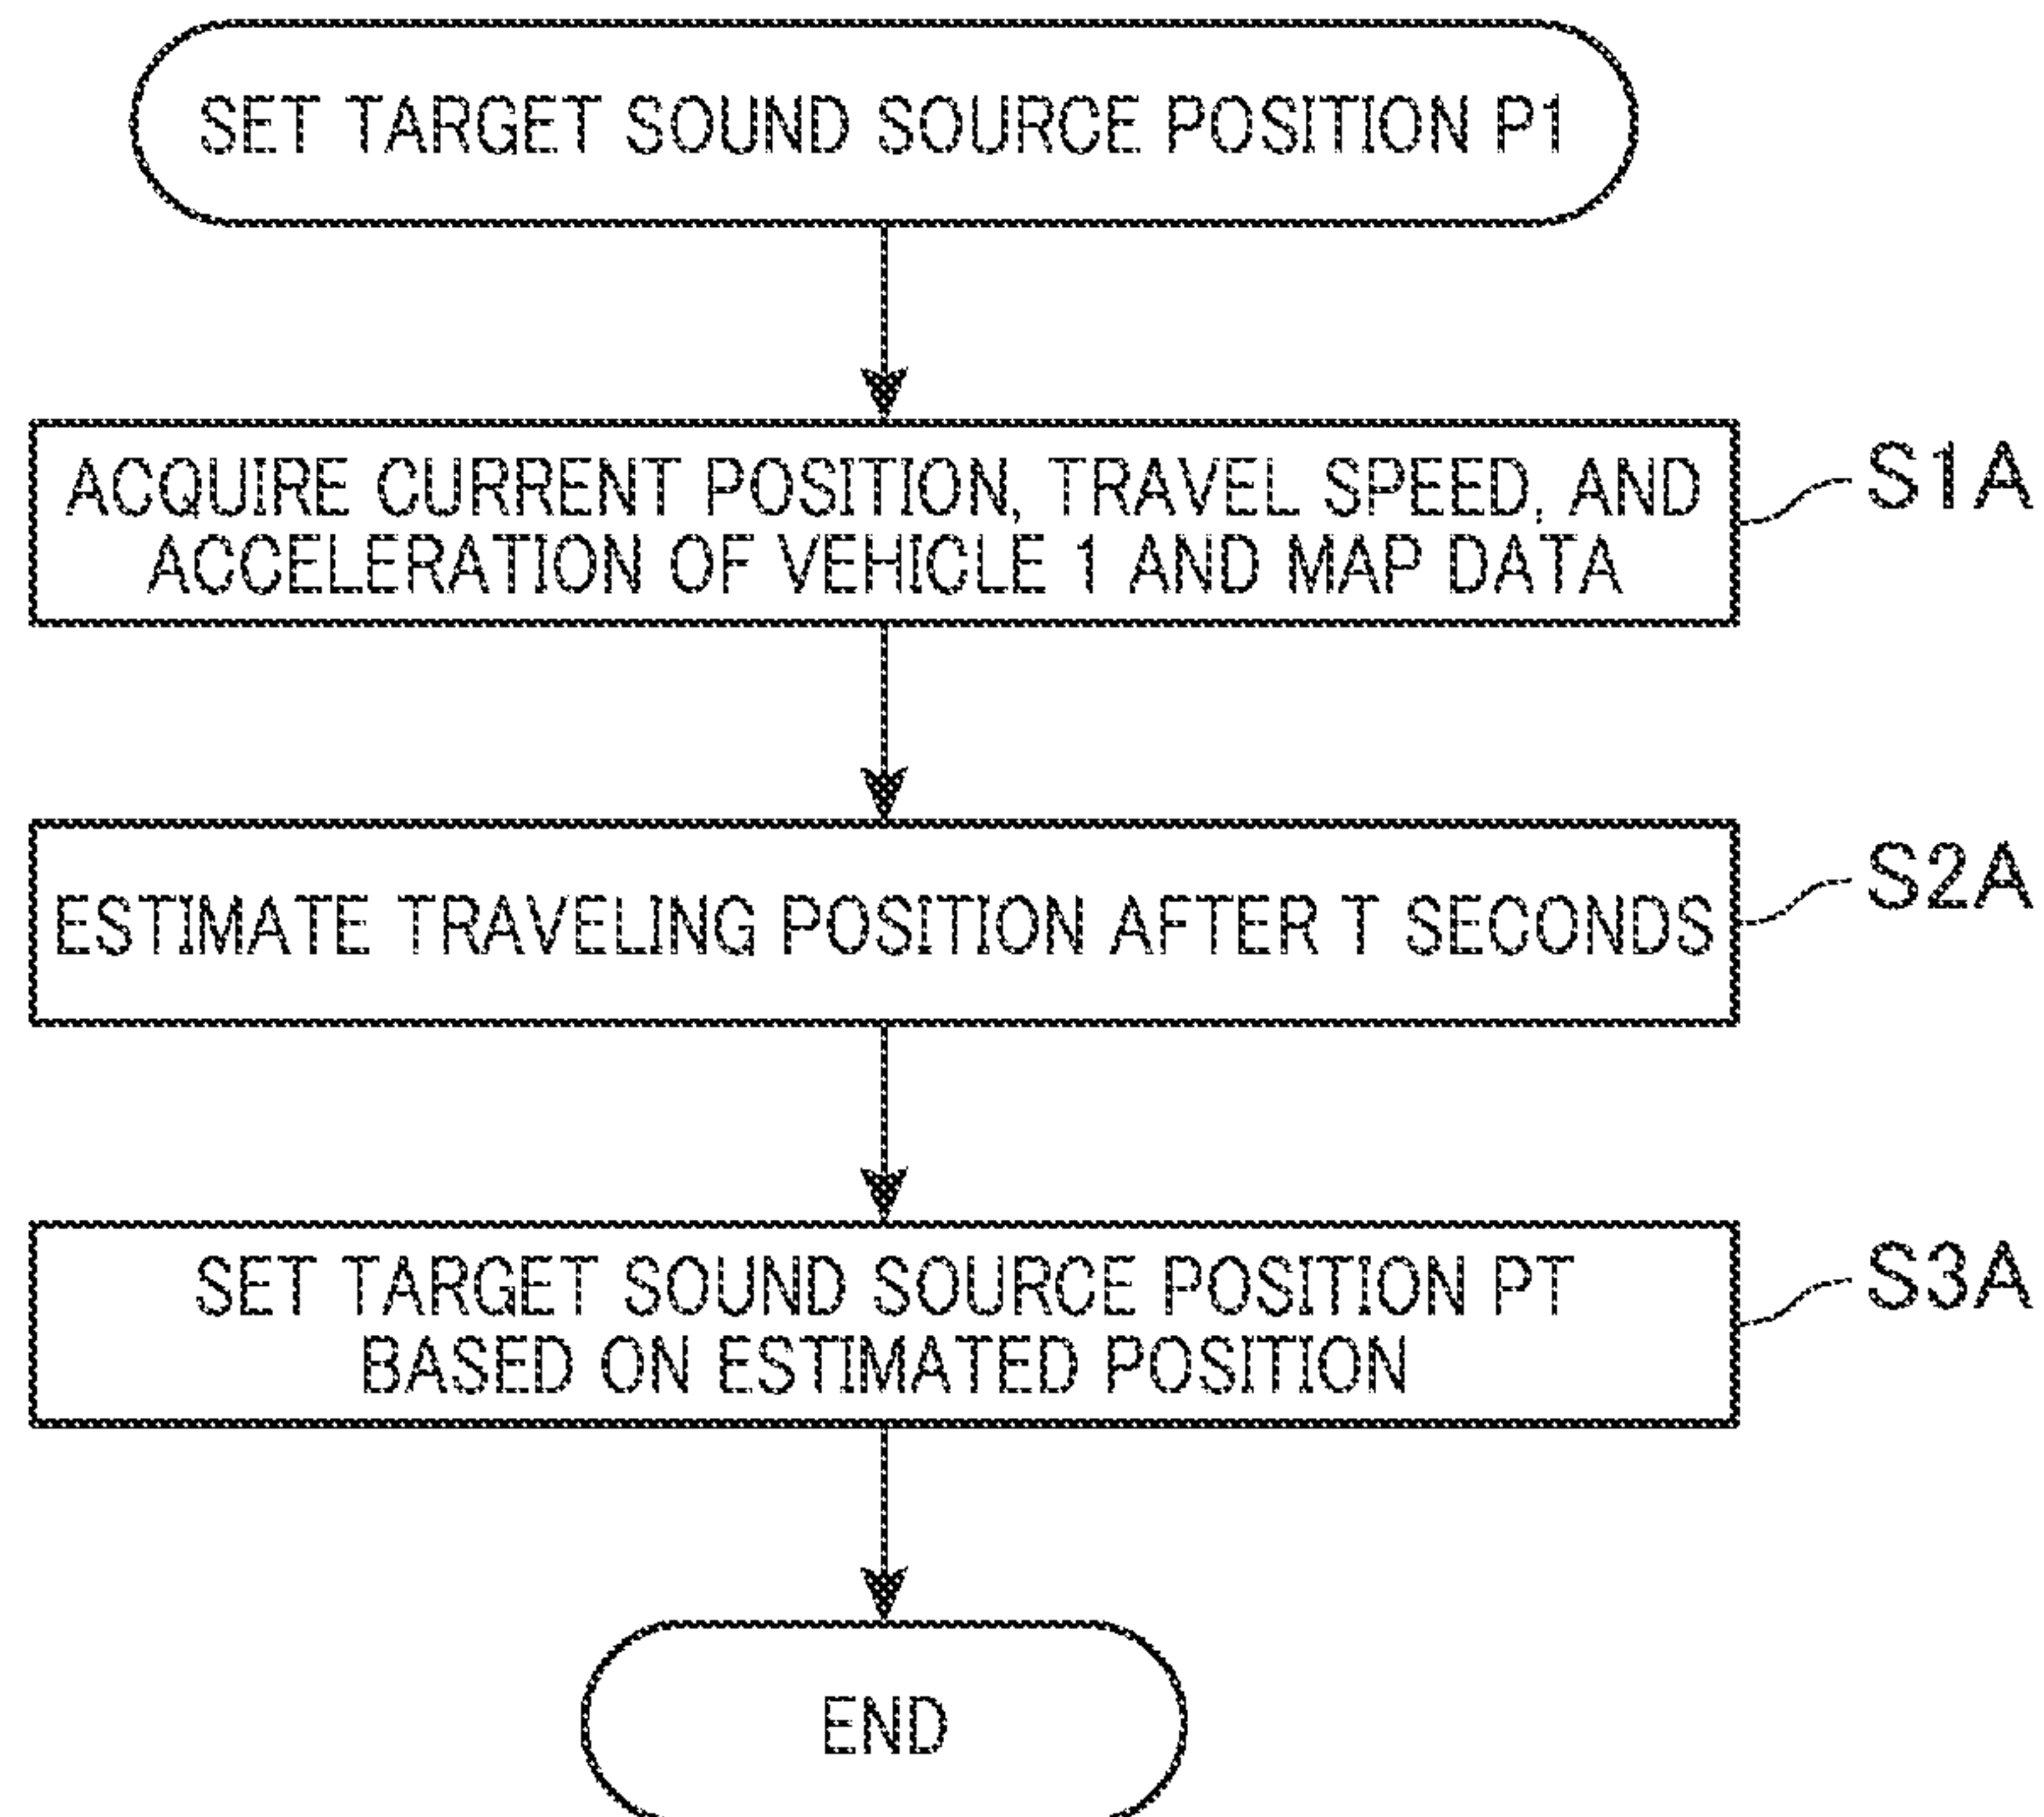 SET TARGET SOUND SOURCE POSITION P1
ACQUIRE CURRENT POSITION, TRAVEL SPEED, AND
ACCELERATION OF VEHICLE 1 AND MAP DATA
S1A
ESTIMATE TRAVELING POSITION AFTER T SECONDS
S2A
SET TARGET SOUND SOURCE POSITION PT
BASED ON ESTIMATED POSITION
S3A
END